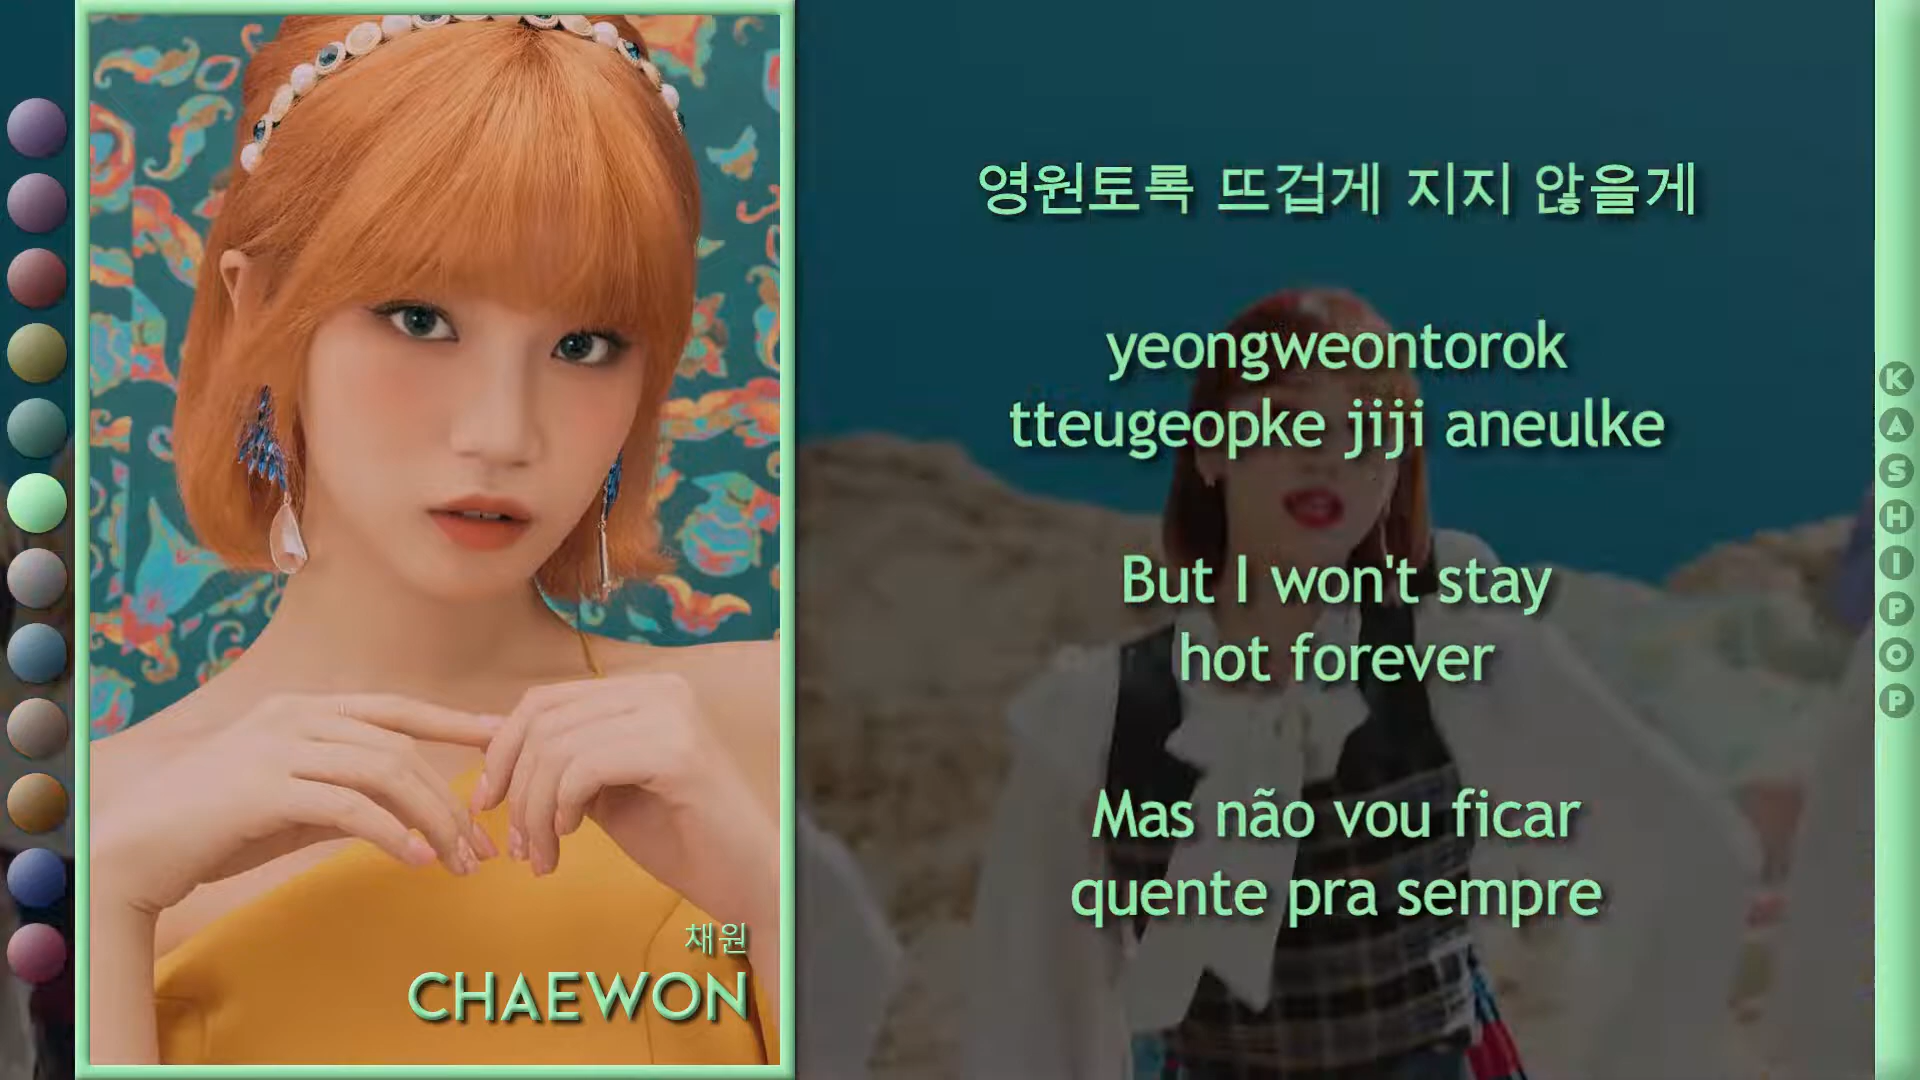 영원토록 뜨겁게 지지 않을게
yeongweontorok
tteugeopke jiji aneulke
But I won't stay
hot forever
Mas não vou ficar
quente pra sempre
채원
CHAEWON
KASHIPOP